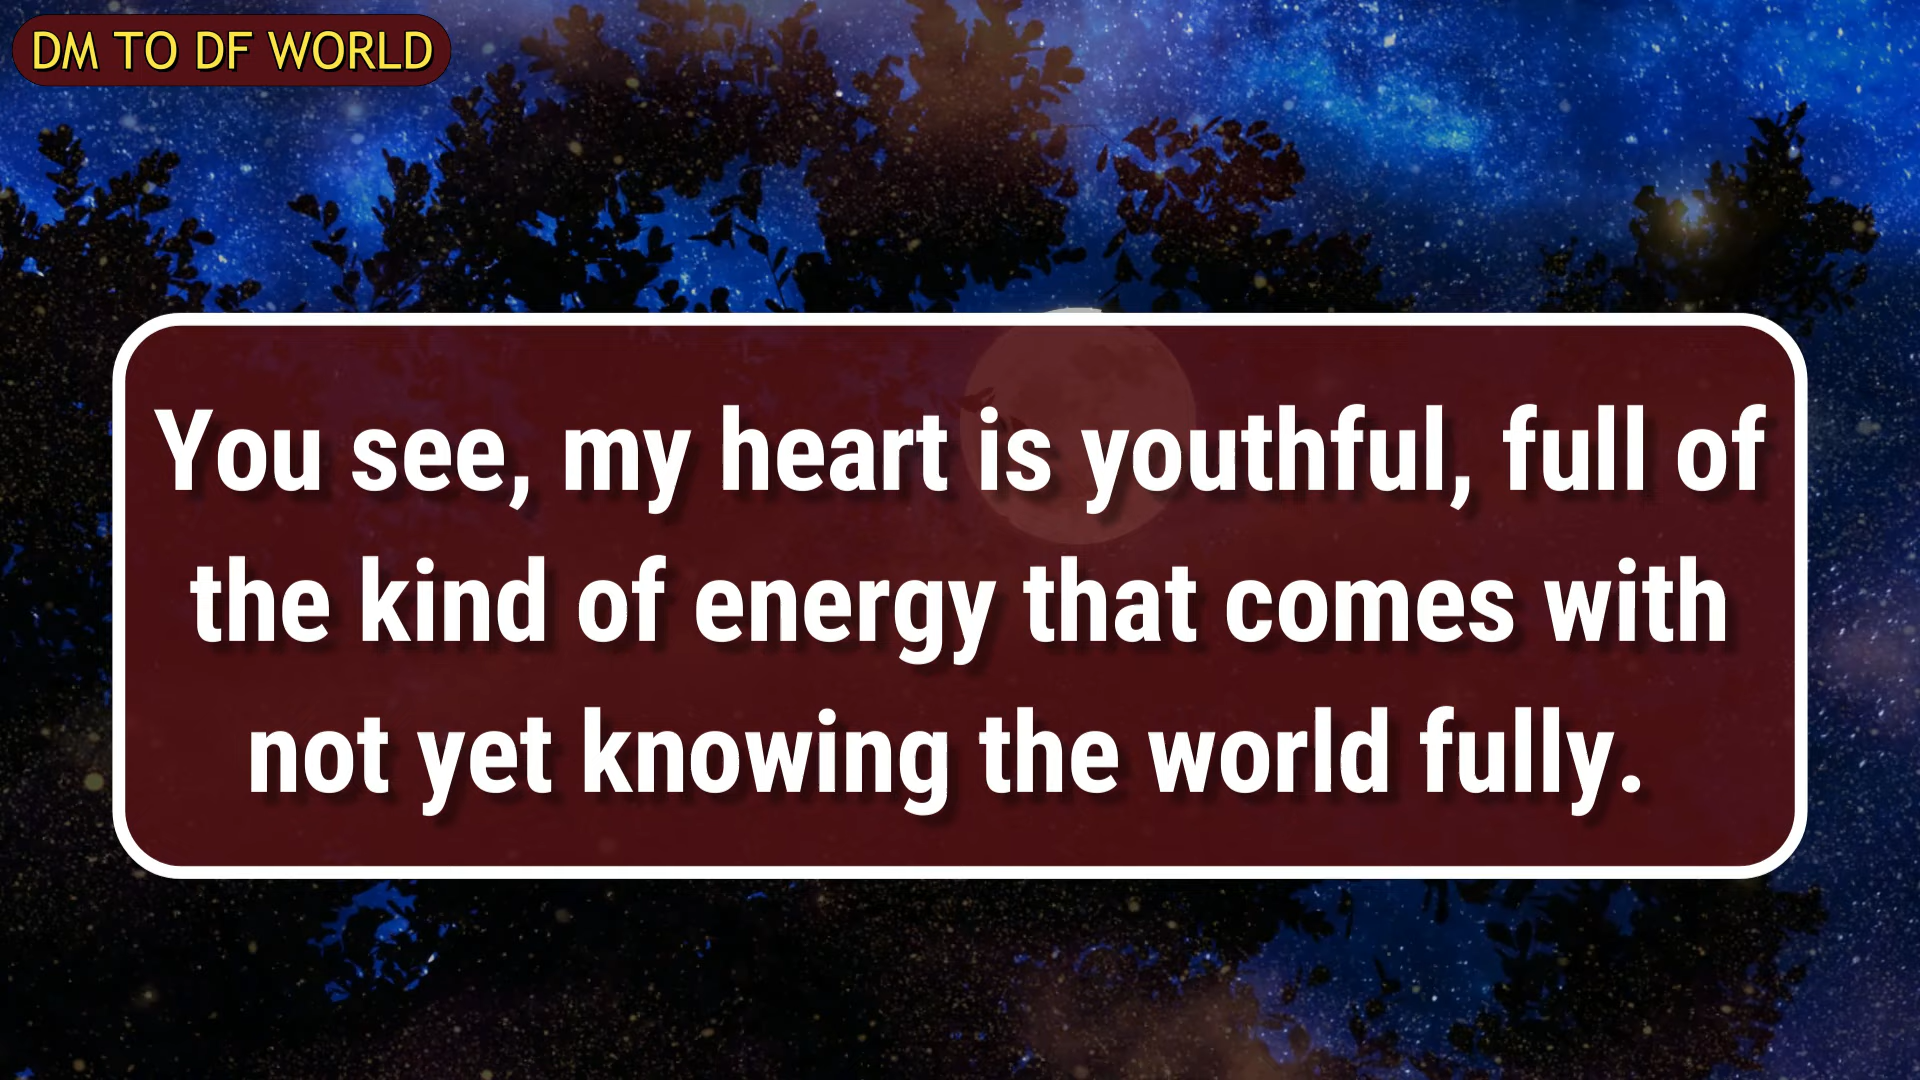 DM TO DF WORLD
You see, my heart is youthful, full of
the kind of energy that comes with
not yet knowing the world fully.